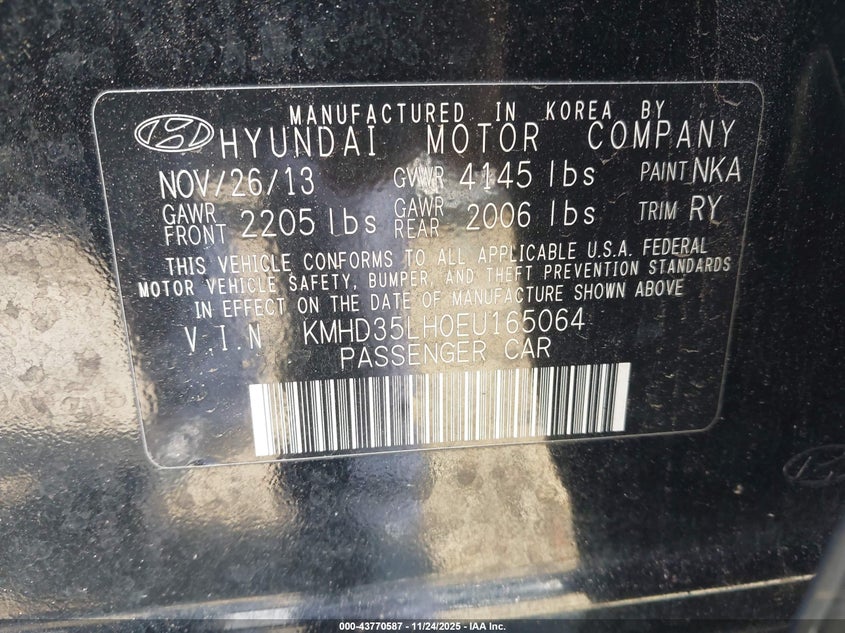 MANUFACTURED IN KOREA BY
HYUNDAI MOTOR COMPANY
NOV/26/13 GVWR 4145 lbs PAINT NKA
GAWR FRONT 2205 lbs GAWR REAR 2006 lbs TRIM RY
THIS VEHICLE CONFORMS TO ALL APPLICABLE U.S.A. FEDERAL
MOTOR VEHICLE SAFETY, BUMPER, AND THEFT PREVENTION STANDARDS
IN EFFECT ON THE DATE OF MANUFACTURE SHOWN ABOVE
V.I.N KMHD35LH0EU165064
PASSENGER CAR
000-43770587 | 11/24/2025 - IAA Inc.